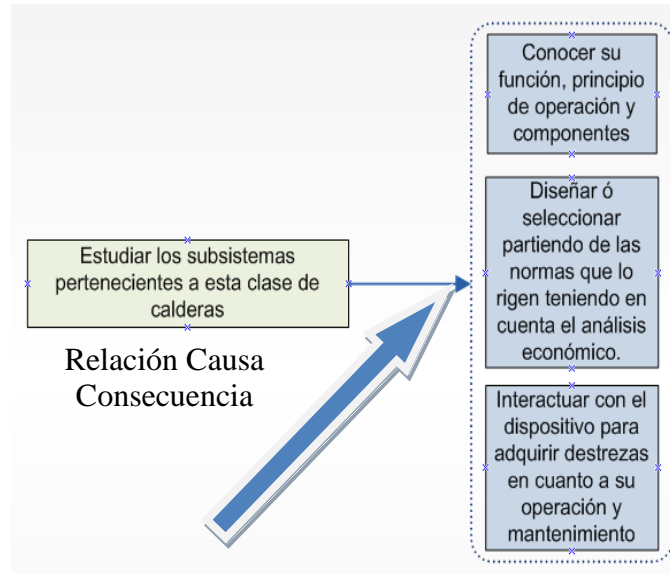 Estudiar los subsistemas
pertenecientes a esta clase de
calderas
Relación Causa
Consecuencia
Conocer su
función, principio
de operación y
componentes
Diseñar ó
seleccionar
partiendo de las
normas que lo
rigen teniendo en
cuenta el análisis
económico.
Interactuar con el
dispositivo para
adquirir destrezas
en cuanto a su
operación y
mantenimiento